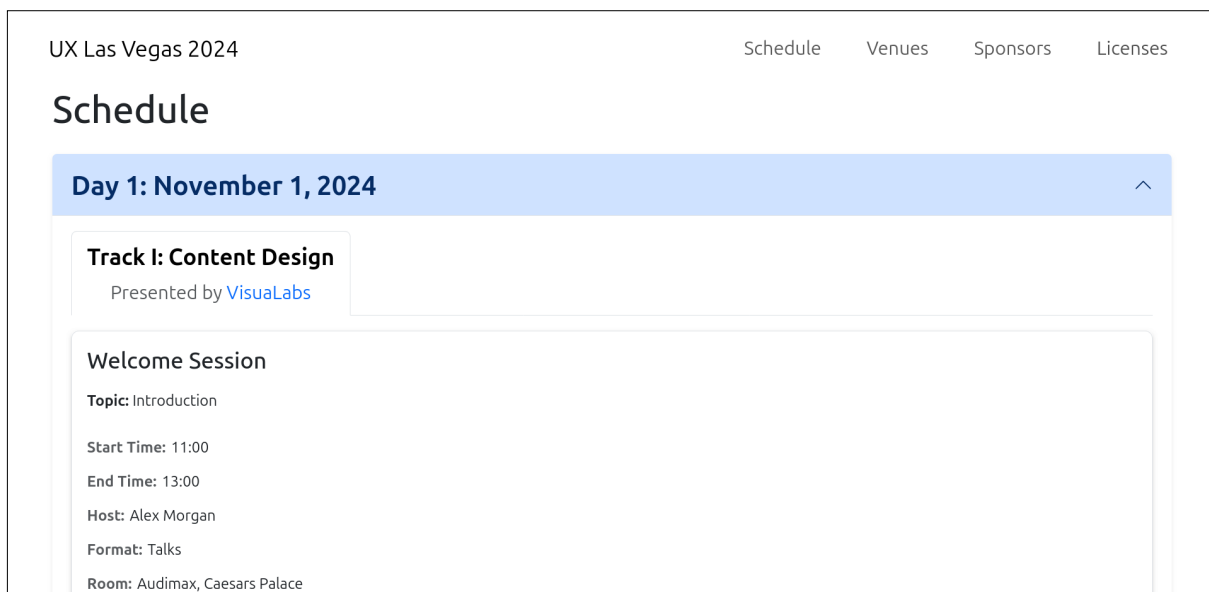 UX Las Vegas 2024 Schedule Venues Sponsors Licenses
Schedule
Day 1: November 1, 2024
Track I: Content Design
Presented by VisuaLabs
Welcome Session
Topic: Introduction
Start Time: 11:00
End Time: 13:00
Host: Alex Morgan
Format: Talks
Room: Audimax, Caesars Palace